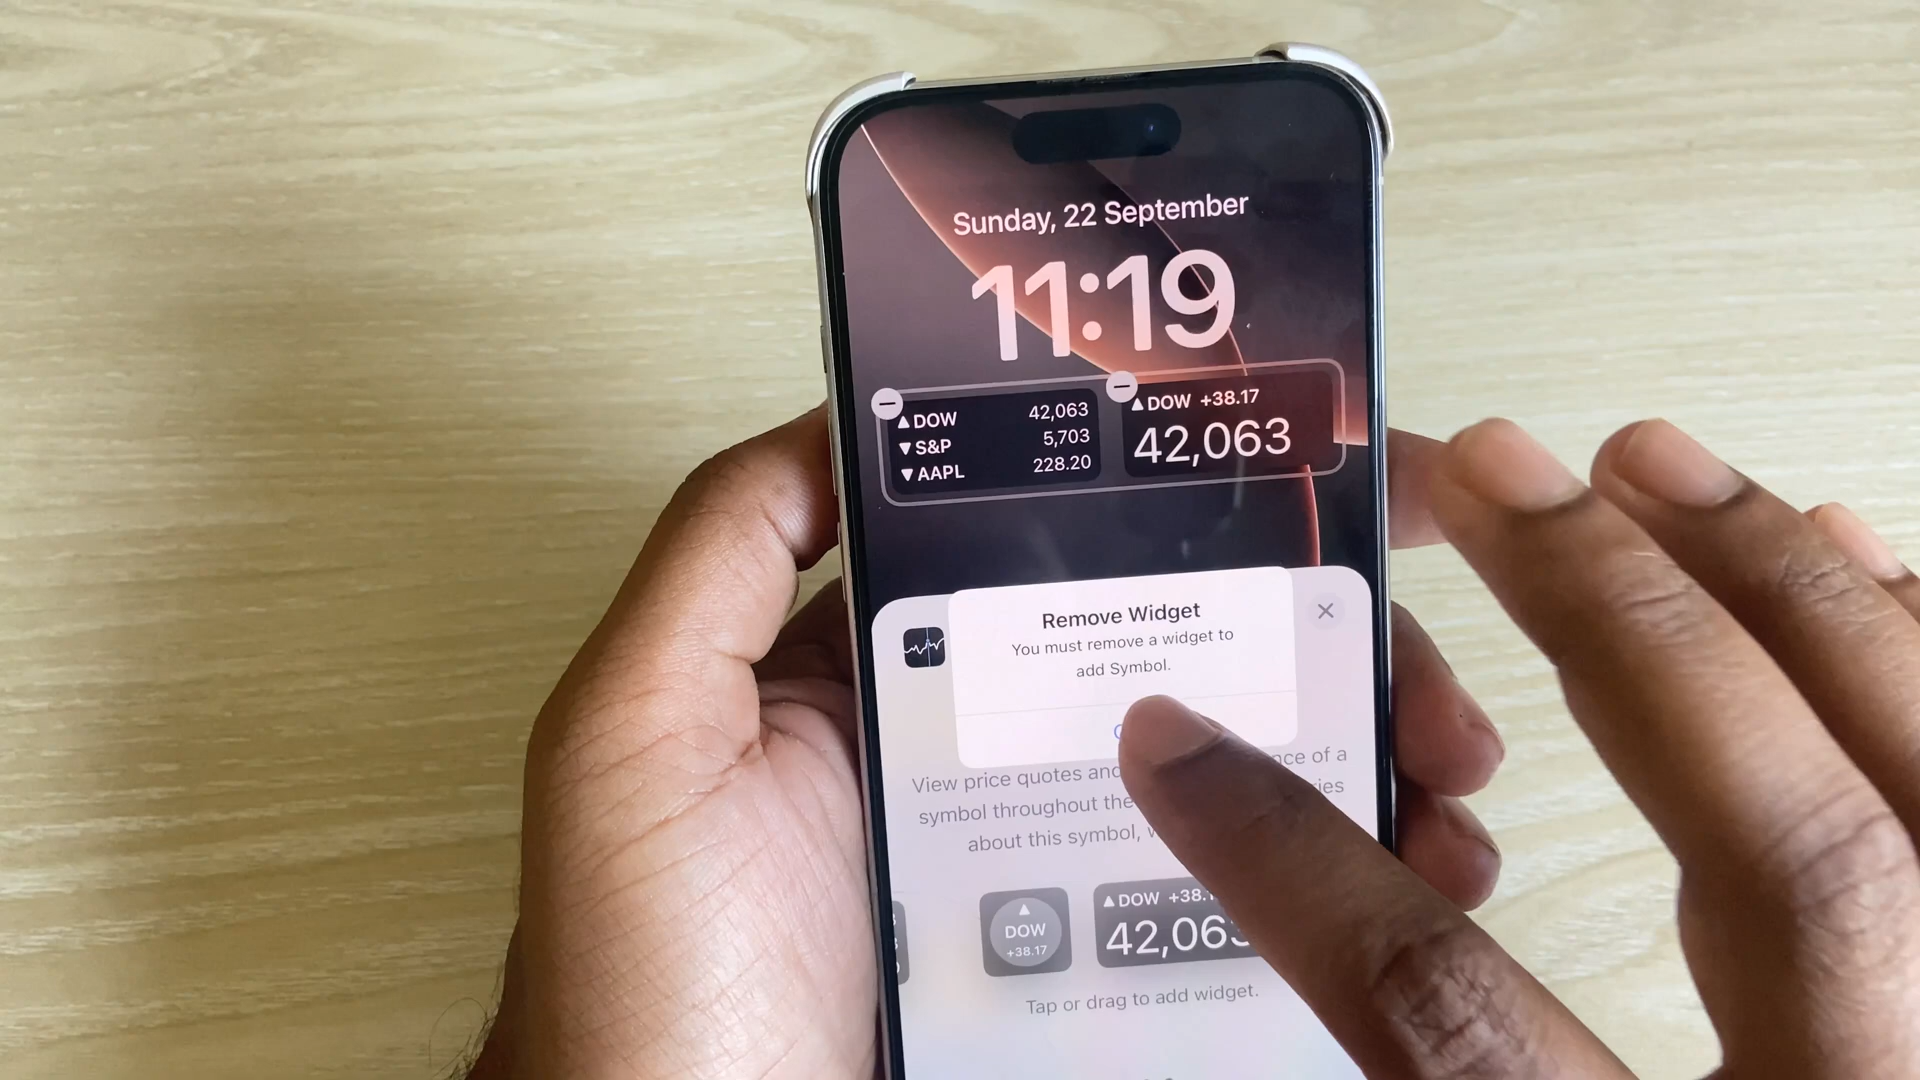 Sunday, 22 September
11:19
▲DOW 42,063
▼S&P 5,703
▼AAPL 228.20
▲DOW +38.17
42,063
Remove Widget
You must remove a widget to
add Symbol.
View price quotes and of a
symbol throughout the
about this symbol,
▲
DOW
+38.17
▲DOW
42,063
Tap or drag to add widget.